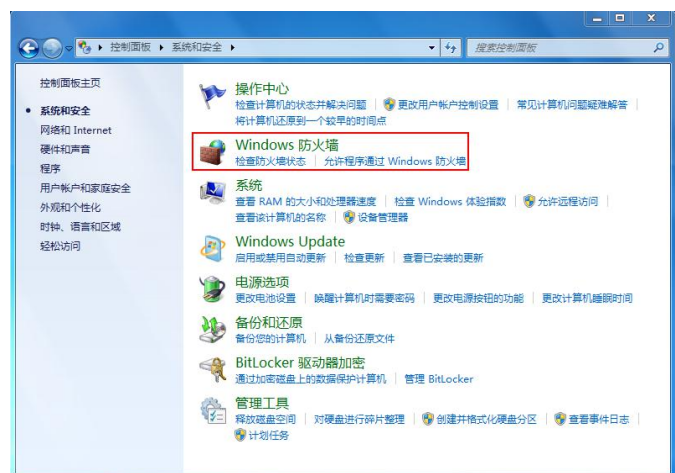 控制面板 ▸ 系统和安全 ▸
搜索控制面板
控制面板主页
系统和安全
网络和 Internet
硬件和声音
程序
用户帐户和家庭安全
外观和个性化
时钟、语言和区域
轻松访问
操作中心
检查计算机的状态并解决问题 更改用户帐户控制设置 常见计算机问题疑难解答
将计算机还原到一个较早的时间点
Windows 防火墙
检查防火墙状态 允许程序通过 Windows 防火墙
系统
查看 RAM 的大小和处理器速度 检查 Windows 体验指数 允许远程访问
查看该计算机的名称 设备管理器
Windows Update
启用或禁用自动更新 检查更新 查看已安装的更新
电源选项
更改电池设置 唤醒计算机时需要密码 更改电源按钮的功能 更改计算机睡眠时间
备份和还原
备份您的计算机 从备份还原文件
BitLocker 驱动器加密
通过加密磁盘上的数据保护计算机 管理 BitLocker
管理工具
释放磁盘空间 对硬盘进行碎片整理 创建并格式化硬盘分区 查看事件日志
计划任务